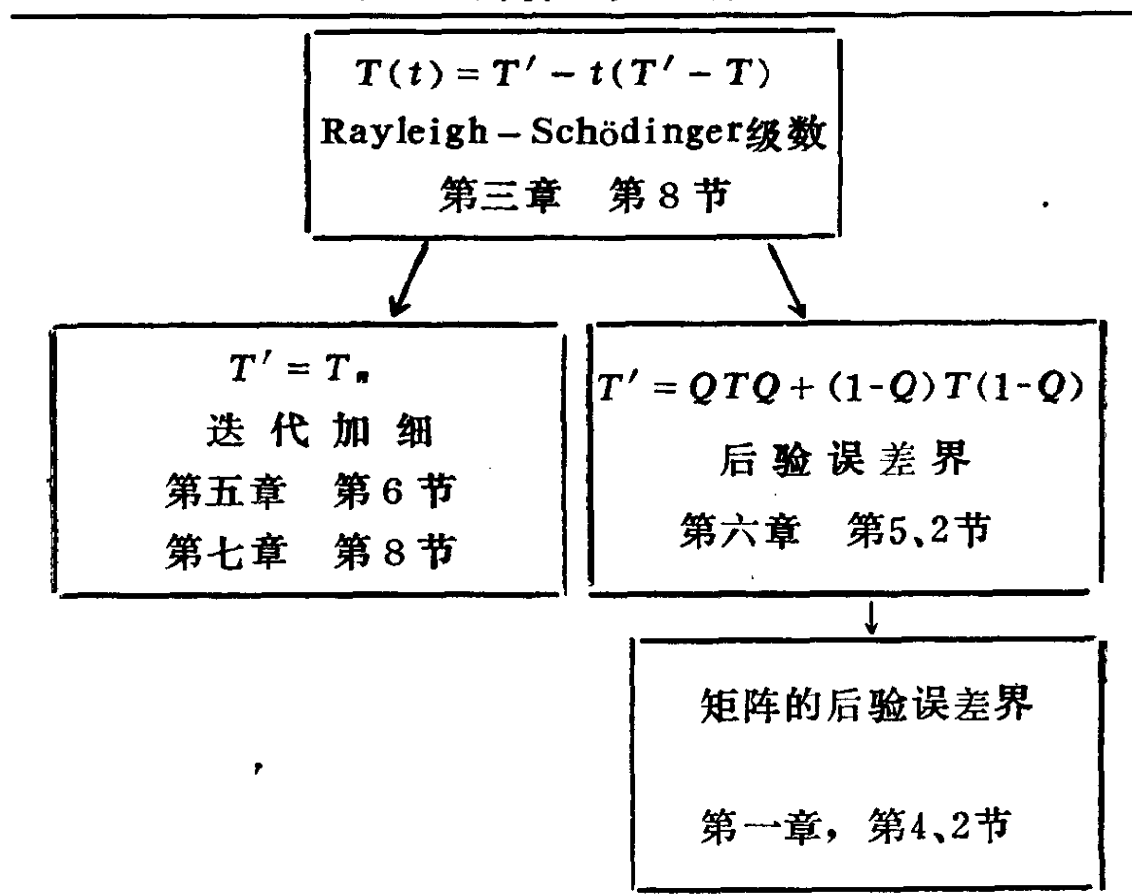 T(t) = T′ − t(T′ − T)
Rayleigh－Schödinger级数
第三章 第8节
T′ = Tₙ
迭代加细
第五章 第6节
第七章 第8节
T′ = QTQ + (1-Q)T(1-Q)
后验误差界
第六章 第5、2节
矩阵的后验误差界
第一章，第4、2节